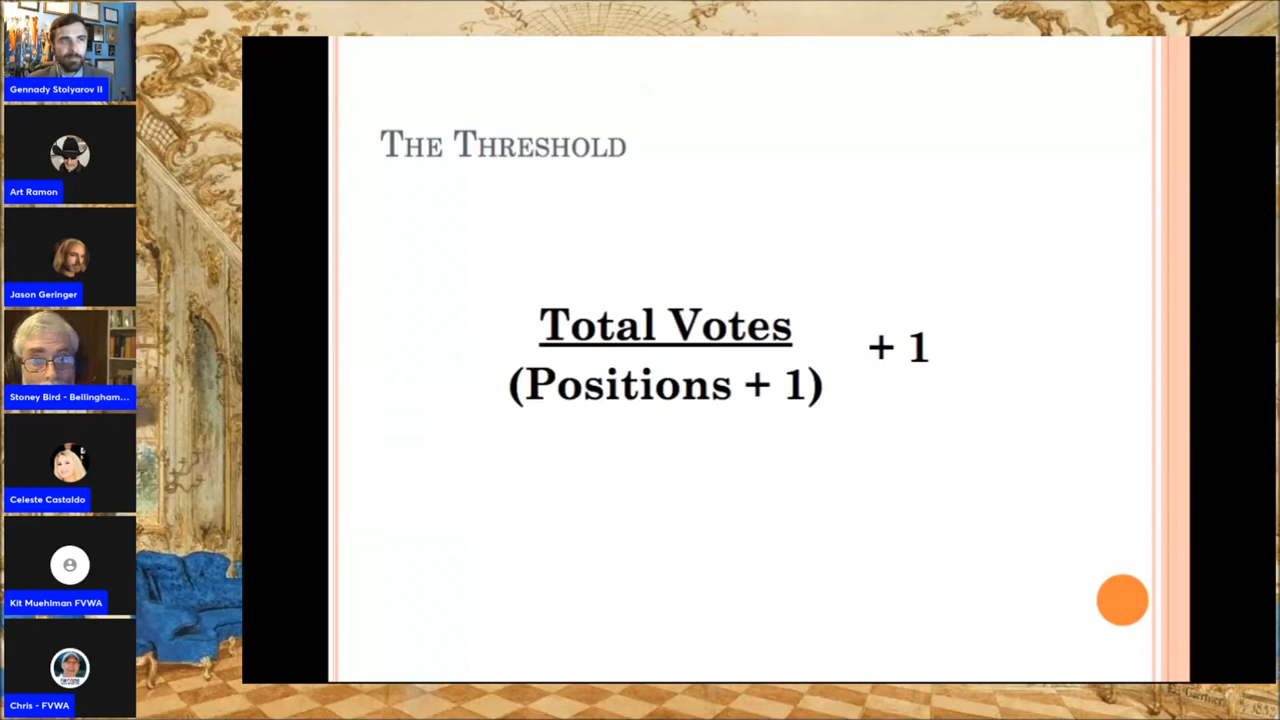 Gennady Stolyarov II
Art Ramon
Jason Geringer
Stoney Bird - Bellingham...
Celeste Castaldo
Kit Muehlman FVWA
Chris - FVWA
THE THRESHOLD
Total Votes
(Positions + 1)
+ 1